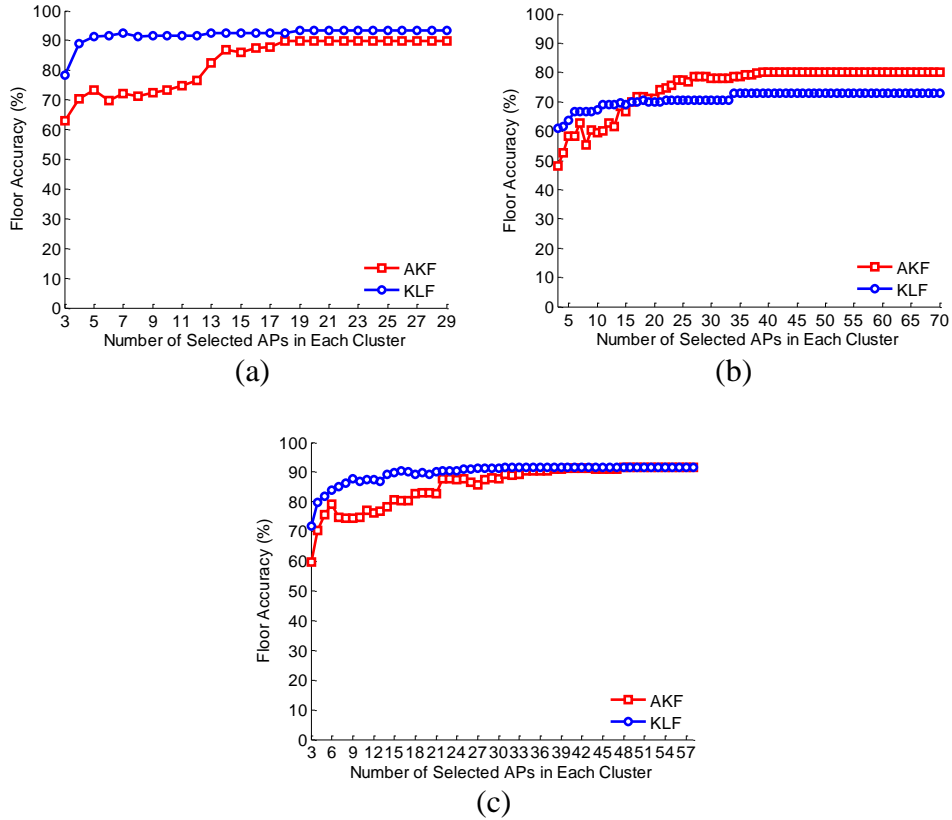 100
90
80
70
60
50
40
30
20
10
0
Floor Accuracy (%)
AKF
KLF
3 5 7 9 11 13 15 17 19 21 23 25 27 29
Number of Selected APs in Each Cluster
(a)
100
90
80
70
60
50
40
30
20
10
0
Floor Accuracy (%)
AKF
KLF
5 10 15 20 25 30 35 40 45 50 55 60 65 70
Number of Selected APs in Each Cluster
(b)
100
90
80
70
60
50
40
30
20
10
0
Floor Accuracy (%)
AKF
KLF
3 6 9 12 15 18 21 24 27 30 33 36 39 42 45 48 51 54 57
Number of Selected APs in Each Cluster
(c)